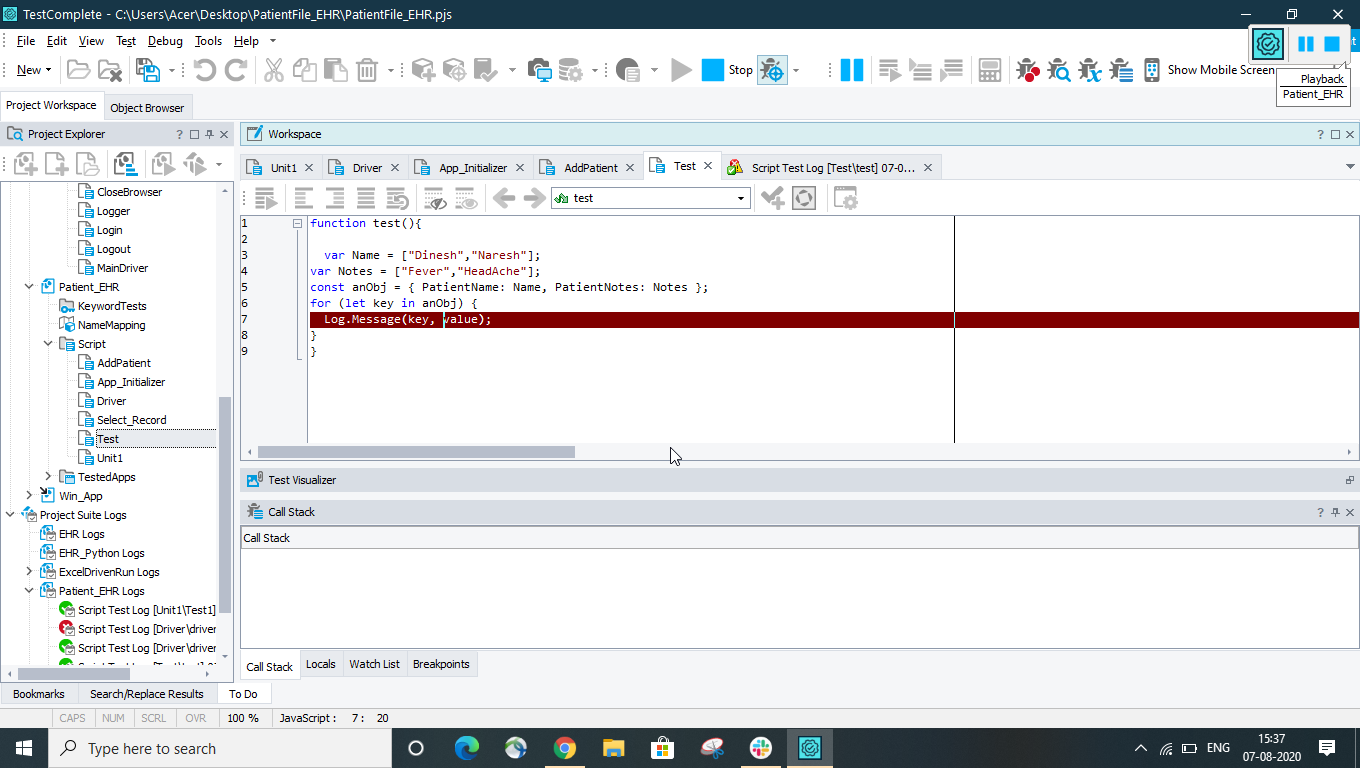 TestComplete - C:\Users\Acer\Desktop\PatientFile_EHR\PatientFile_EHR.pjs
File Edit View Test Debug Tools Help
New Stop Show Mobile Screen
Playback
Patient_EHR
Project Workspace Object Browser
Project Explorer
Workspace
Unit1 Driver App_Initializer AddPatient Test Script Test Log [Test\test] 07-0...
test
CloseBrowser
Logger
Login
Logout
MainDriver
Patient_EHR
KeywordTests
NameMapping
Script
AddPatient
App_Initializer
Driver
Select_Record
Test
Unit1
TestedApps
Win_App
Project Suite Logs
EHR Logs
EHR_Python Logs
ExcelDrivenRun Logs
Patient_EHR Logs
Script Test Log [Unit1\Test1]
Script Test Log [Driver\driver
Script Test Log [Driver\driver
1 function test(){
2
3 var Name = ["Dinesh","Naresh"];
4 var Notes = ["Fever","HeadAche"];
5 const anObj = { PatientName: Name, PatientNotes: Notes };
6 for (let key in anObj) {
7 Log.Message(key, value);
8 }
9 }
Test Visualizer
Call Stack
Call Stack
Call Stack Locals Watch List Breakpoints
Bookmarks Search/Replace Results To Do
CAPS NUM SCRL OVR 100 % JavaScript : 7: 20
Type here to search
ENG
15:37
07-08-2020